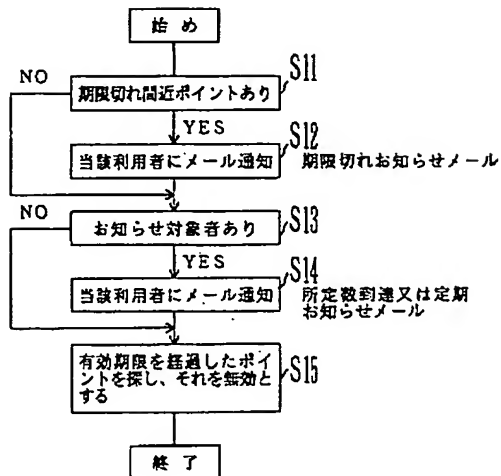 始 め
S11
NO
期限切れ間近ポイントあり
YES
S12
当該利用者にメール通知
期限切れお知らせメール
NO
S13
お知らせ対象者あり
YES
S14
当該利用者にメール通知
所定数到達又は定期
お知らせメール
有効期限を経過したポイ
ントを探し、それを無効と
する
S15
終 了